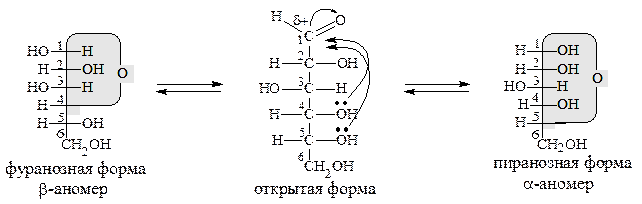 HO 1 H
H 2 OH
HO 3 H
O
H 4
H 5 OH
6
CH₂OH
фуранозная форма
β-аномер
H δ+ O
C
1
H 2 C OH
HO C 3 H
H 4 C OH
H 5 C OH
6
CH₂OH
открытая форма
H 1 OH
H 2 OH
HO 3 H
O
H 4 OH
H 5
6
CH₂OH
пиранозная форма
α-аномер